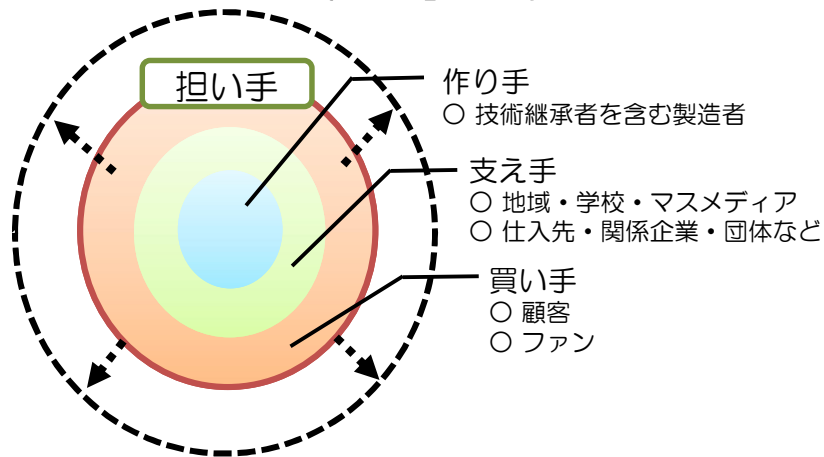 担い手
作り手
○ 技術継承者を含む製造者
支え手
○ 地域・学校・マスメディア
○ 仕入先・関係企業・団体など
買い手
○ 顧客
○ ファン